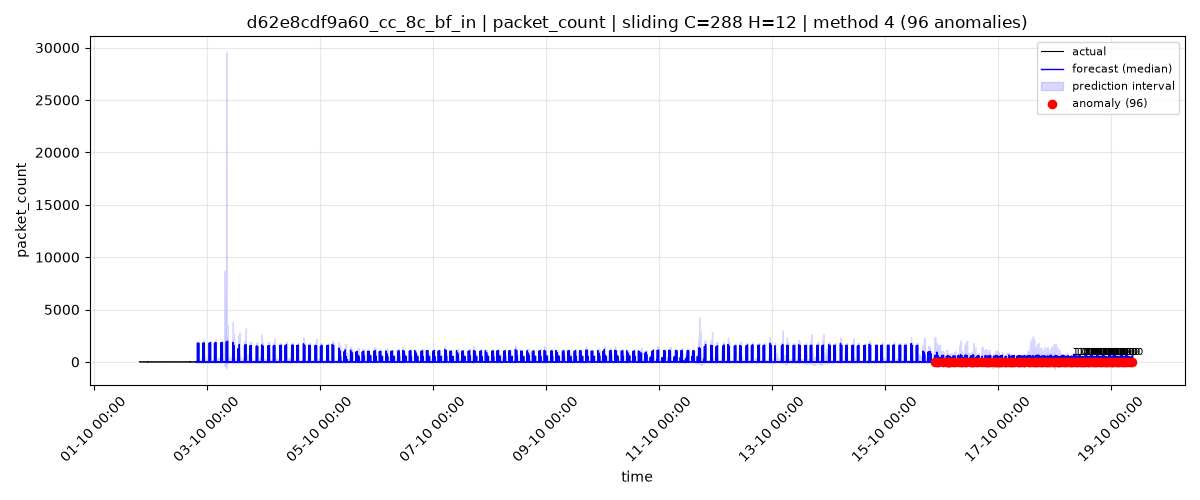 d62e8cdf9a60_cc_8c_bf_in | packet_count | sliding C=288 H=12 | method 4 (96 anomalies)
actual
forecast (median)
prediction interval
anomaly (96)
packet_count
30000
25000
20000
15000
10000
5000
0
01-10 00:00
03-10 00:00
05-10 00:00
07-10 00:00
09-10 00:00
11-10 00:00
13-10 00:00
15-10 00:00
17-10 00:00
19-10 00:00
time